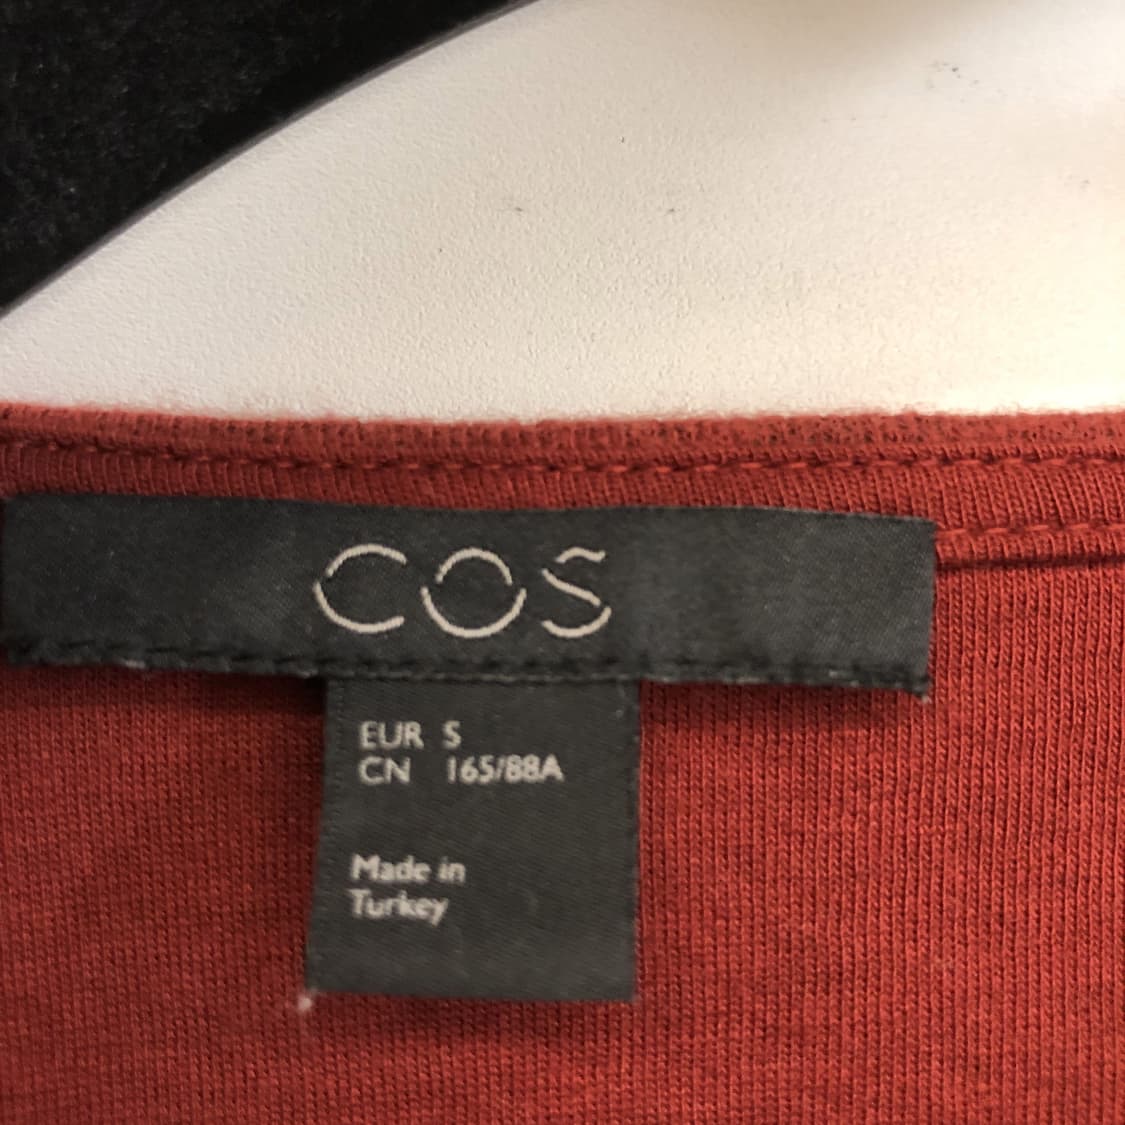 COS
EUR S
CN 165/88A
Made in
Turkey